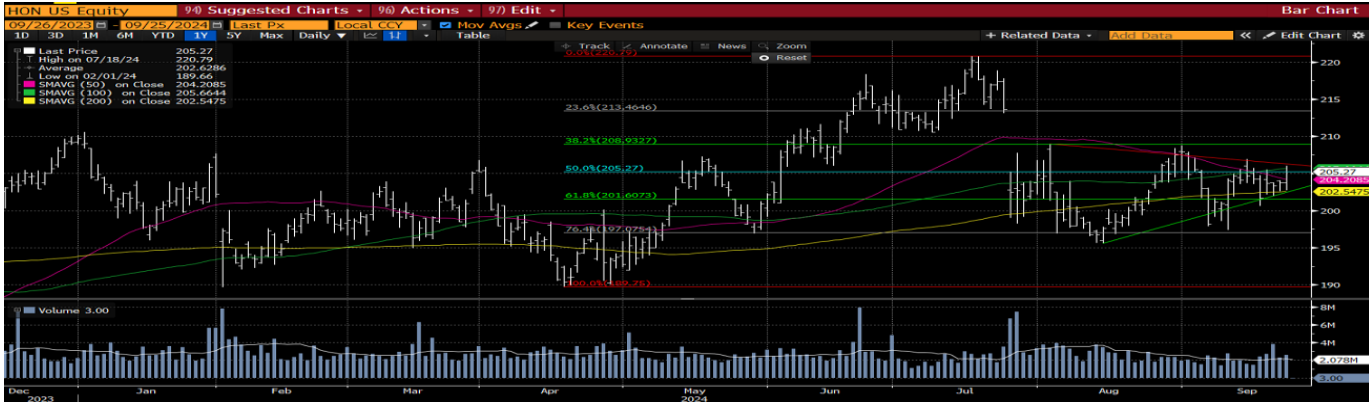 HON US Equity 94) Suggested Charts 96) Actions 97) Edit Bar Chart
09/26/2023 - 09/25/2024 Last Px Local CCY Mov Avgs Key Events
1D 3D 1M 6M YTD 1Y 5Y Max Daily Table + Related Data Add Data « Edit Chart
Track Annotate News Zoom
Reset
Last Price 205.27
High on 07/18/24 220.79
Average 202.6286
Low on 02/01/24 189.66
SMAVG (50) on Close 204.2085
SMAVG (100) on Close 205.6644
SMAVG (200) on Close 202.5475
0.0%(220.79)
23.6%(213.4646)
38.2%(208.9327)
50.0%(205.27)
61.8%(201.6073)
76.4%(197.0754)
100.0%(189.75)
220
215
210
205.27
204.2085
202.5475
200
195
190
Volume 3.00
8M
6M
4M
2.078M
3.00
Dec Jan Feb Mar Apr May Jun Jul Aug Sep
2023 2024